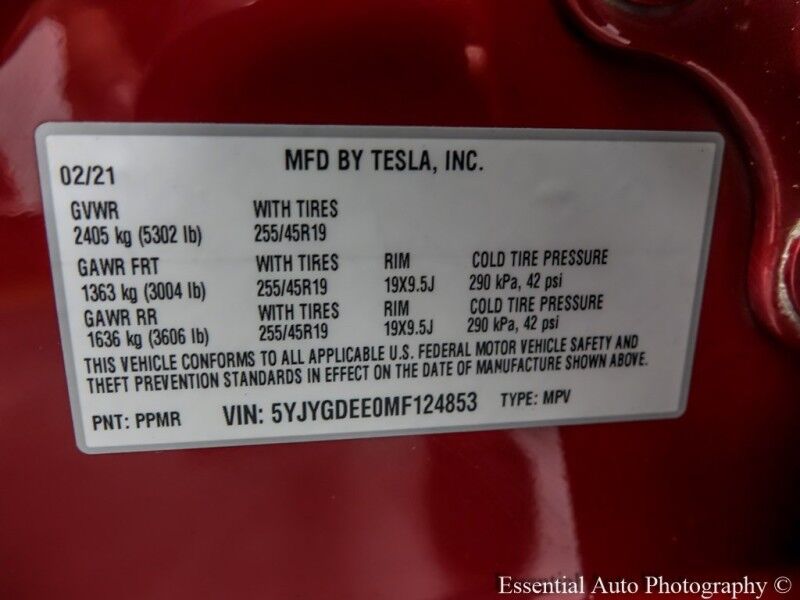 MFD BY TESLA, INC.
02/21
GVWR WITH TIRES
2405 kg (5302 lb) 255/45R19
GAWR FRT WITH TIRES RIM COLD TIRE PRESSURE
1363 kg (3004 lb) 255/45R19 19X9.5J 290 kPa, 42 psi
GAWR RR WITH TIRES RIM COLD TIRE PRESSURE
1636 kg (3606 lb) 255/45R19 19X9.5J 290 kPa, 42 psi
THIS VEHICLE CONFORMS TO ALL APPLICABLE U.S. FEDERAL MOTOR VEHICLE SAFETY AND
THEFT PREVENTION STANDARDS IN EFFECT ON THE DATE OF MANUFACTURE SHOWN ABOVE.
PNT: PPMR VIN: 5YJYGDEE0MF124853 TYPE: MPV
Essential Auto Photography ©